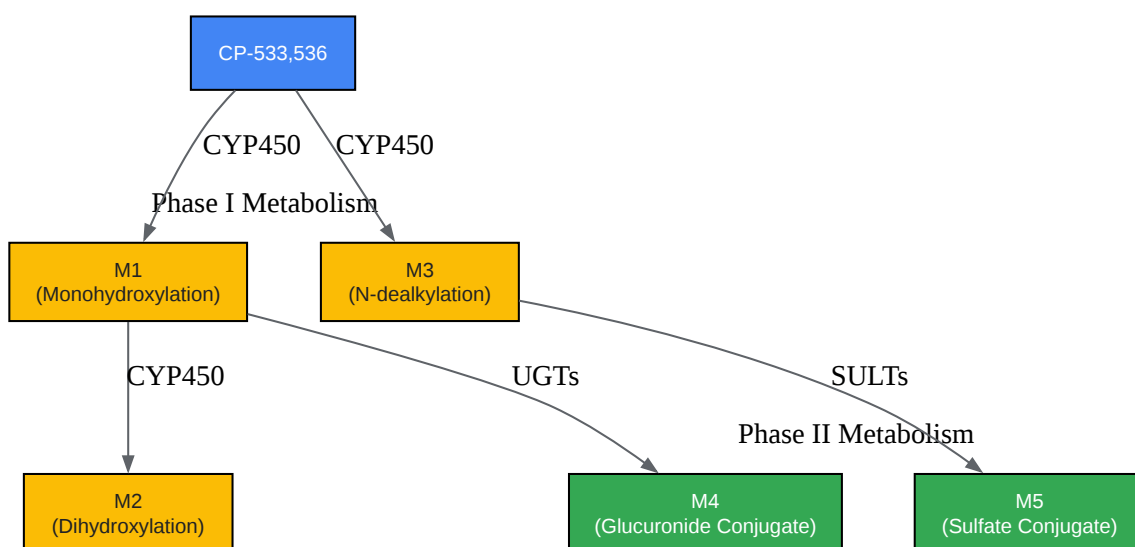 CP-533,536
CYP450
CYP450
Phase I Metabolism
M1
(Monohydroxylation)
M3
(N-dealkylation)
CYP450
UGTs
SULTs
Phase II Metabolism
M2
(Dihydroxylation)
M4
(Glucuronide Conjugate)
M5
(Sulfate Conjugate)